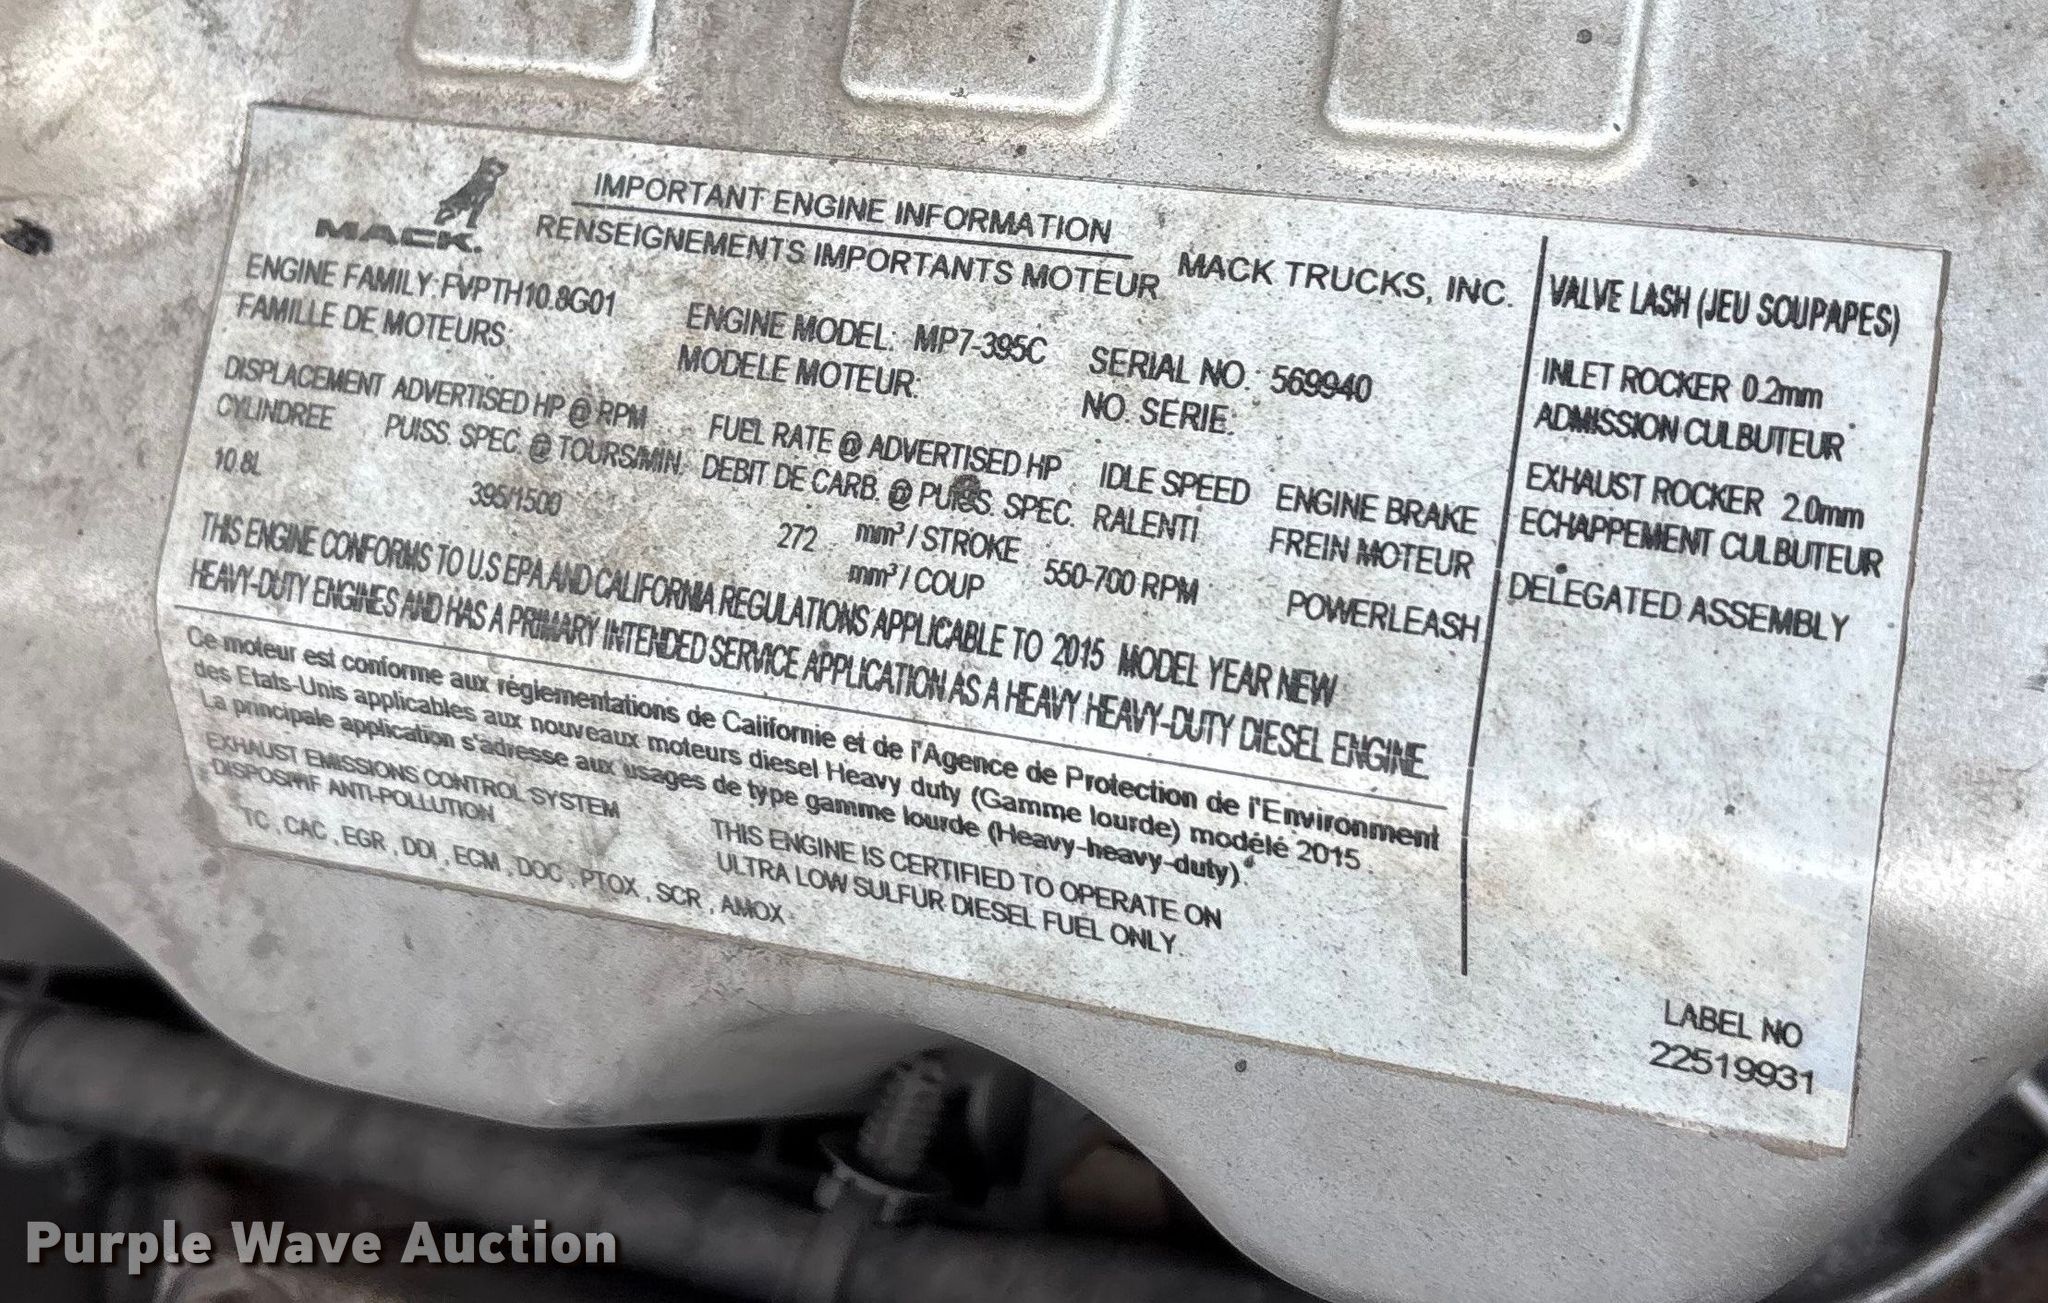 MACK.
IMPORTANT ENGINE INFORMATION
RENSEIGNEMENTS IMPORTANTS MOTEUR
MACK TRUCKS, INC.
ENGINE FAMILY: FVPTH10.8G01
FAMILLE DE MOTEURS:
ENGINE MODEL: MP7-395C
MODELE MOTEUR:
SERIAL NO.: 569940
NO. SERIE:
DISPLACEMENT
CYLINDREE
10.8L
ADVERTISED HP @ RPM
PUISS. SPEC. @ TOURS/MIN.
395/1500
FUEL RATE @ ADVERTISED HP
DEBIT DE CARB. @ PUISS. SPEC.
272 mm³ / STROKE
mm³ / COUP
IDLE SPEED
RALENTI
550-700 RPM
ENGINE BRAKE
FREIN MOTEUR
POWERLEASH
THIS ENGINE CONFORMS TO U.S EPA AND CALIFORNIA REGULATIONS APPLICABLE TO 2015 MODEL YEAR NEW
HEAVY-DUTY ENGINES AND HAS A PRIMARY INTENDED SERVICE APPLICATION AS A HEAVY HEAVY-DUTY DIESEL ENGINE
Ce moteur est conforme aux réglementations de Californie et de l'Agence de Protection de l'Environment
des Etats-Unis applicables aux nouveaux moteurs diesel Heavy duty (Gamme lourde) modélé 2015.
La principale application s'adresse aux usages de type gamme lourde (Heavy-heavy-duty).
EXHAUST EMISSIONS CONTROL SYSTEM
DISPOSITIF ANTI-POLLUTION
TC , CAC , EGR , DDI , ECM , DOC , PTOX , SCR , AMOX
THIS ENGINE IS CERTIFIED TO OPERATE ON
ULTRA LOW SULFUR DIESEL FUEL ONLY.
VALVE LASH (JEU SOUPAPES)
INLET ROCKER 0.2mm
ADMISSION CULBUTEUR
EXHAUST ROCKER 2.0mm
ECHAPPEMENT CULBUTEUR
DELEGATED ASSEMBLY
LABEL NO
22519931
Purple Wave Auction